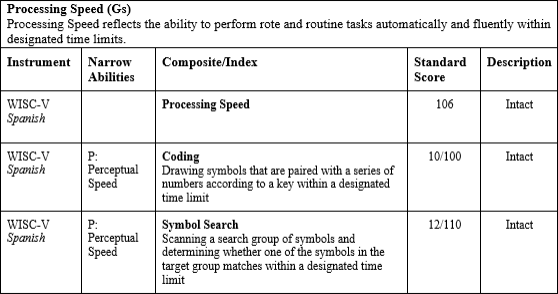 Processing Speed (Gs)
Processing Speed reflects the ability to perform rote and routine tasks automatically and fluently within
designated time limits.
Instrument Narrow Abilities Composite/Index Standard Score Description
WISC-V Processing Speed 106 Intact
Spanish
WISC-V P: Coding 10/100 Intact
Spanish Perceptual Drawing symbols that are paired with a series of
Speed numbers according to a key within a designated
time limit
WISC-V P: Symbol Search 12/110 Intact
Spanish Perceptual Scanning a search group of symbols and
Speed determining whether one of the symbols in the
target group matches within a designated time
limit